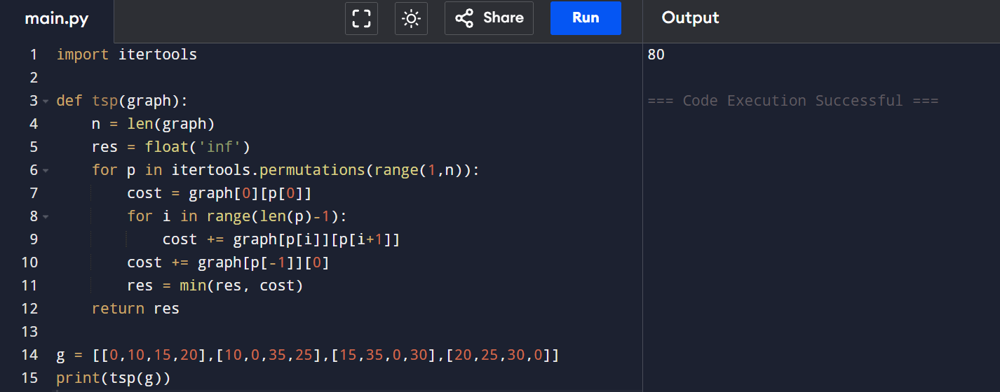 main.py Share Run Output
1 import itertools
2
3 def tsp(graph):
4     n = len(graph)
5     res = float('inf')
6     for p in itertools.permutations(range(1,n)):
7         cost = graph[0][p[0]]
8         for i in range(len(p)-1):
9             cost += graph[p[i]][p[i+1]]
10         cost += graph[p[-1]][0]
11         res = min(res, cost)
12     return res
13
14 g = [[0,10,15,20],[10,0,35,25],[15,35,0,30],[20,25,30,0]]
15 print(tsp(g))
80
=== Code Execution Successful ===